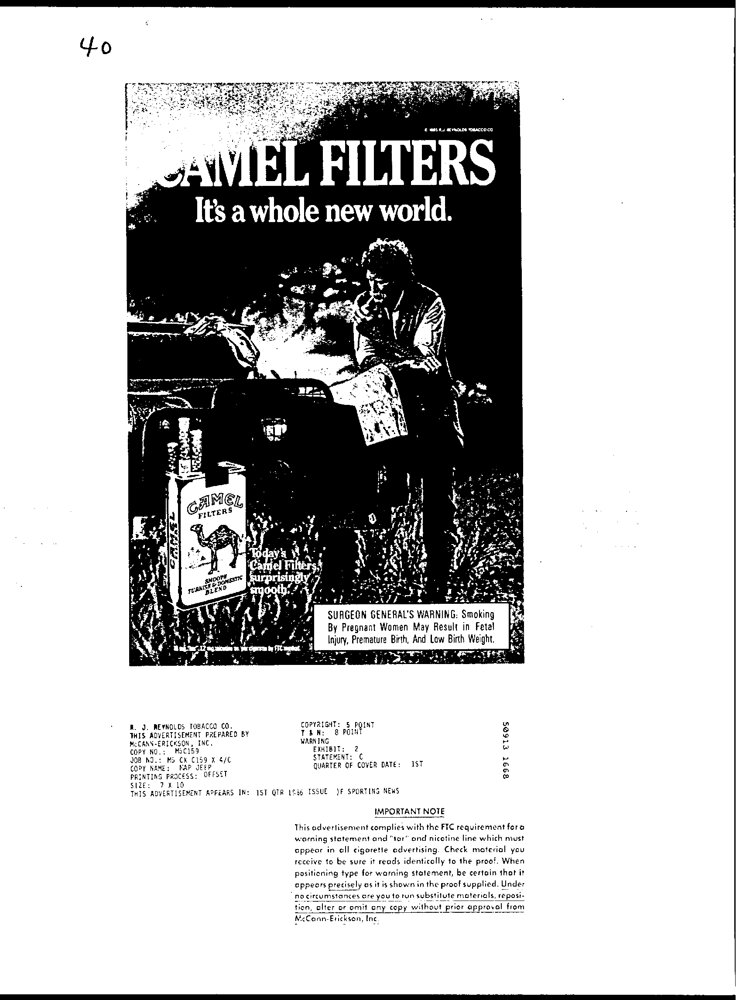 40
© 1985 R.J. REYNOLDS TOBACCO CO.
CAMEL FILTERS
It's a whole new world.
CAMEL
FILTERS
CAMEL
SMOOTH
TURKISH & DOMESTIC
BLEND
Today's
Camel Filters,
surprisingly
smooth.
SURGEON GENERAL'S WARNING: Smoking
By Pregnant Women May Result in Fetal
Injury, Premature Birth, And Low Birth Weight.
mg. nicotine av. per cigarette by FTC method.
R. J. REYNOLDS TOBACCO CO.
THIS ADVERTISEMENT PREPARED BY
McCANN-ERICKSON, INC.
COPY NO.: MSC159
JOB NO.: MS CX C159 X 4/C
COPY NAME: MAP JEEP
PRINTING PROCESS: OFFSET
SIZE: 7 X 10
THIS ADVERTISEMENT APPEARS IN: 1ST QTR 1986 ISSUE OF SPORTING NEWS
COPYRIGHT: 5 POINT
T & N: 8 POINT
WARNING
EXHIBIT: 2
STATEMENT: C
QUARTER OF COVER DATE: 1ST
50913 1668
IMPORTANT NOTE
This advertisement complies with the FTC requirement for a
warning statement and "tar" and nicotine line which must
appear in all cigarette advertising. Check material you
receive to be sure it reads identically to the proof. When
positioning type for warning statement, be certain that it
appears precisely as it is shown in the proof supplied. Under
no circumstances are you to run substitute materials, reposi-
tion, alter or omit any copy without prior approval from
McCann-Erickson, Inc.